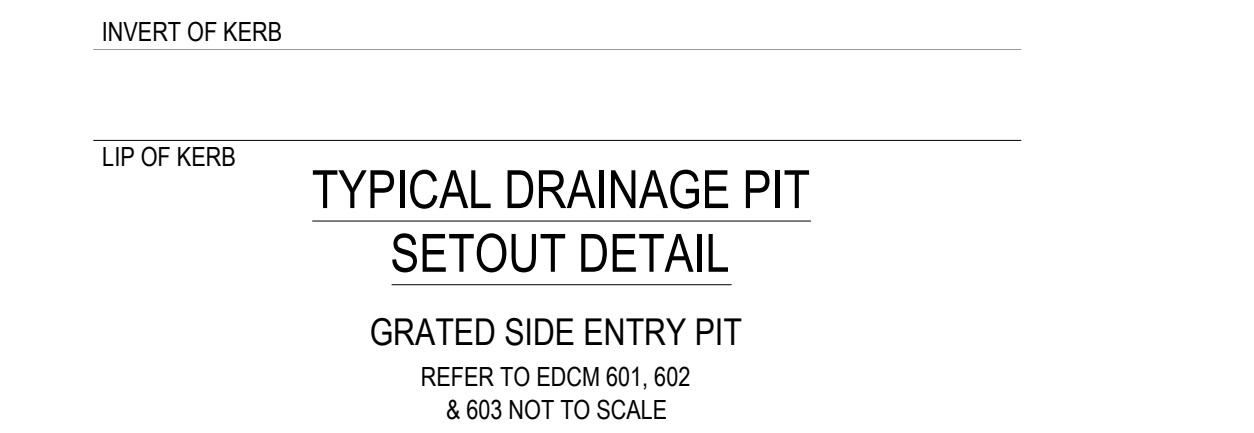 INVERT OF KERB
LIP OF KERB
TYPICAL DRAINAGE PIT
SETOUT DETAIL
GRATED SIDE ENTRY PIT
REFER TO EDCM 601, 602
& 603 NOT TO SCALE